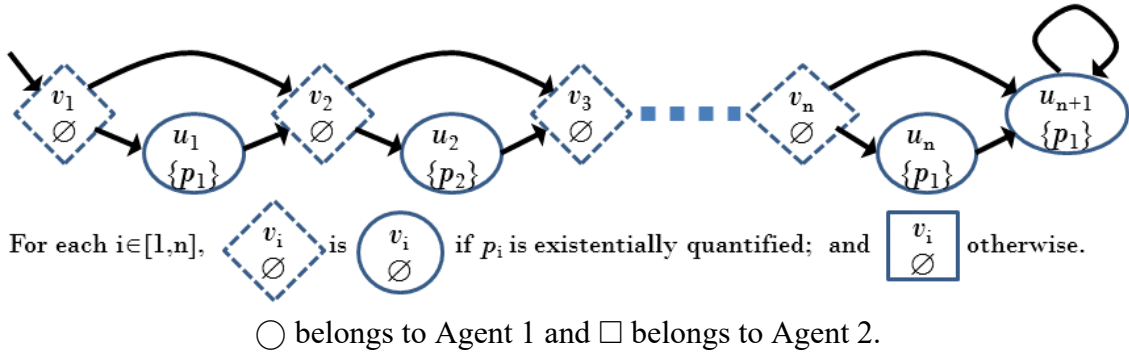 v₁ v₂ v₃ vₙ uₙ₊₁
∅ ∅ ∅ ∅ {p₁}
u₁ u₂ uₙ
{p₁} {p₂} {p₁}
For each i∈[1,n], vᵢ ∅ is vᵢ ∅ if pᵢ is existentially quantified; and vᵢ ∅ otherwise.
○ belongs to Agent 1 and □ belongs to Agent 2.